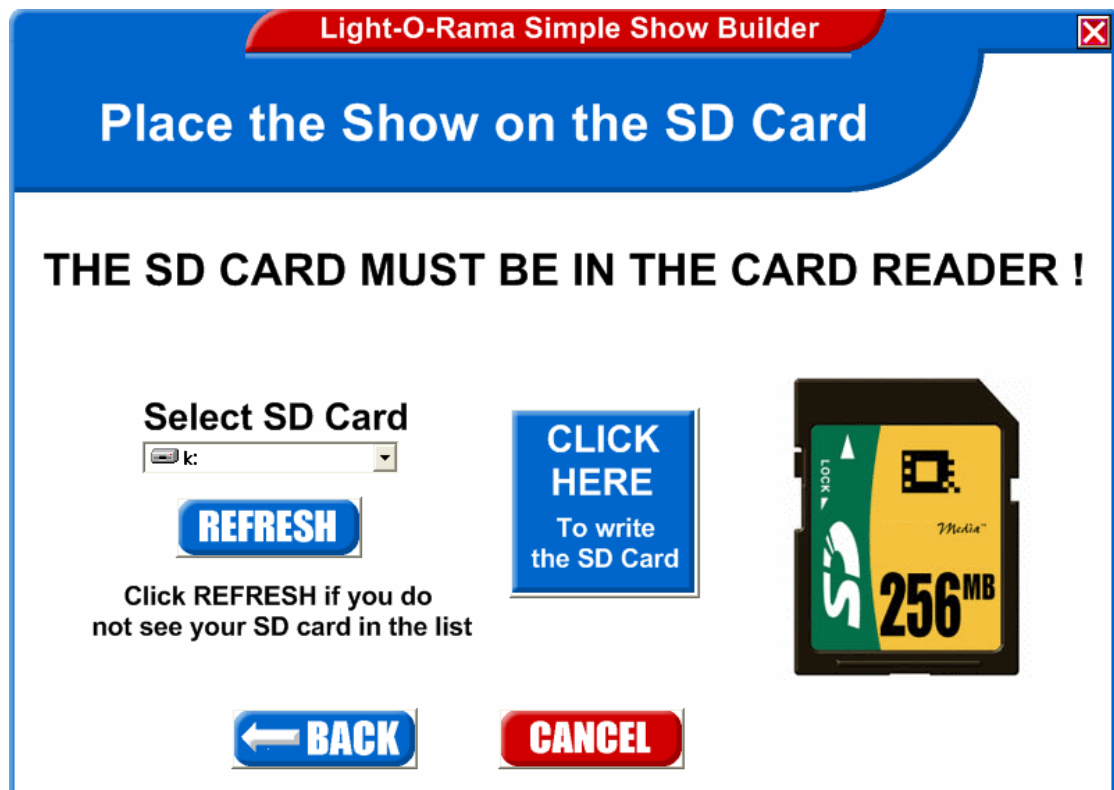 Light-O-Rama Simple Show Builder
Place the Show on the SD Card
THE SD CARD MUST BE IN THE CARD READER !
Select SD Card
k:
REFRESH
Click REFRESH if you do
not see your SD card in the list
CLICK
HERE
To write
the SD Card
LOCK
Media™
SD
256MB
BACK
CANCEL